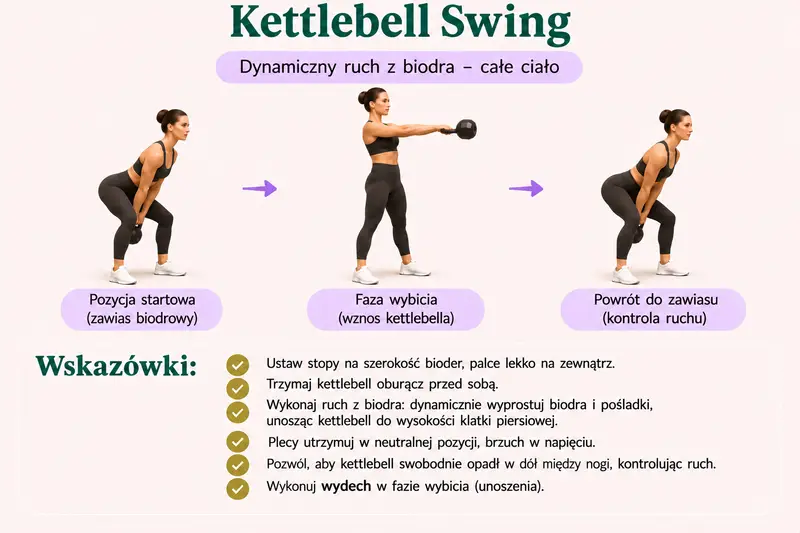 Kettlebell Swing
Dynamiczny ruch z biodra – całe ciało
Pozycja startowa
(zawias biodrowy)
Faza wybicia
(wznos kettlebella)
Powrót do zawiasu
(kontrola ruchu)
Wskazówki:
Ustaw stopy na szerokość bioder, palce lekko na zewnątrz.
Trzymaj kettlebell oburącz przed sobą.
Wykonaj ruch z biodra: dynamicznie wyprostuj biodra i pośladki,
unosząc kettlebell do wysokości klatki piersiowej.
Plecy utrzymuj w neutralnej pozycji, brzuch w napięciu.
Pozwól, aby kettlebell swobodnie opadł w dół między nogi, kontrolując ruch.
Wykonuj wydech w fazie wybicia (unoszenia).